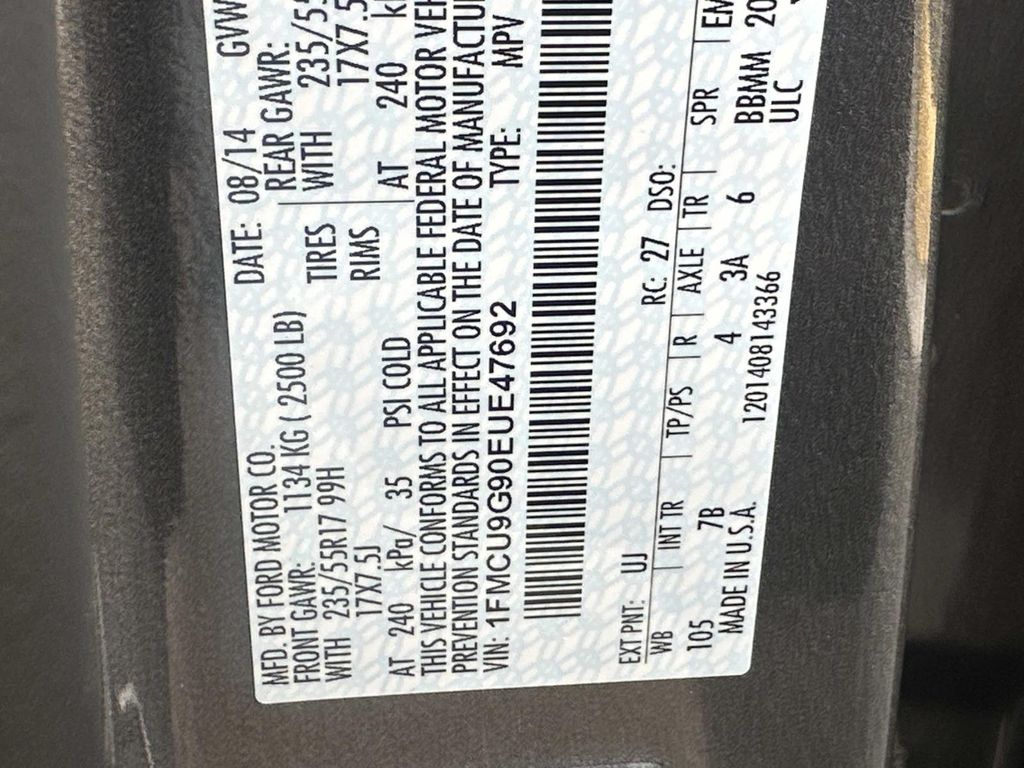 MFD. BY FORD MOTOR CO. DATE: 08/14 GVW
FRONT GAWR: 1134 KG ( 2500 LB) REAR GAWR:
WITH 235/55R17 99H TIRES WITH 235/55
17X7.5J RIMS 17X7.5
AT 240 kPa/ 35 PSI COLD AT 240
THIS VEHICLE CONFORMS TO ALL APPLICABLE FEDERAL MOTOR VEH
PREVENTION STANDARDS IN EFFECT ON THE DATE OF MANUFACTU
VIN: 1FMCU9G90EUE47692 TYPE: MPV
EXT PNT: UJ RC: 27 DSO:
WB INT TR TP/PS R AXLE TR SPR EM
105 7B 4 3A 6 BBMM 20
MADE IN U.S.A. 1201408143366 ULC